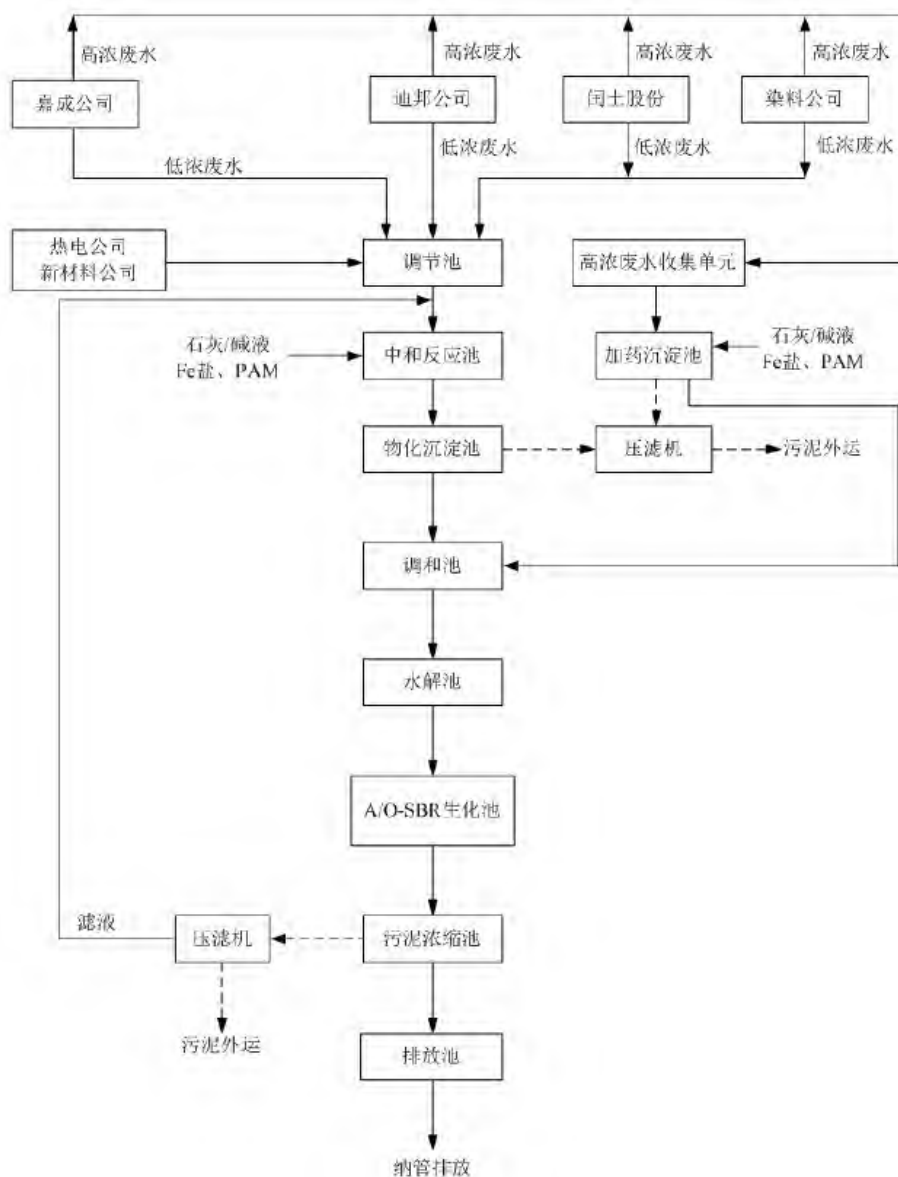 高浓废水
高浓废水
高浓废水
高浓废水
嘉成公司
迪邦公司
闰土股份
染料公司
低浓废水
低浓废水
低浓废水
低浓废水
热电公司
新材料公司
调节池
高浓废水收集单元
石灰/碱液
Fe盐、PAM
中和反应池
加药沉淀池
石灰/碱液
Fe盐、PAM
物化沉淀池
压滤机
污泥外运
调和池
水解池
A/O-SBR生化池
滤液
压滤机
污泥浓缩池
污泥外运
排放池
纳管排放